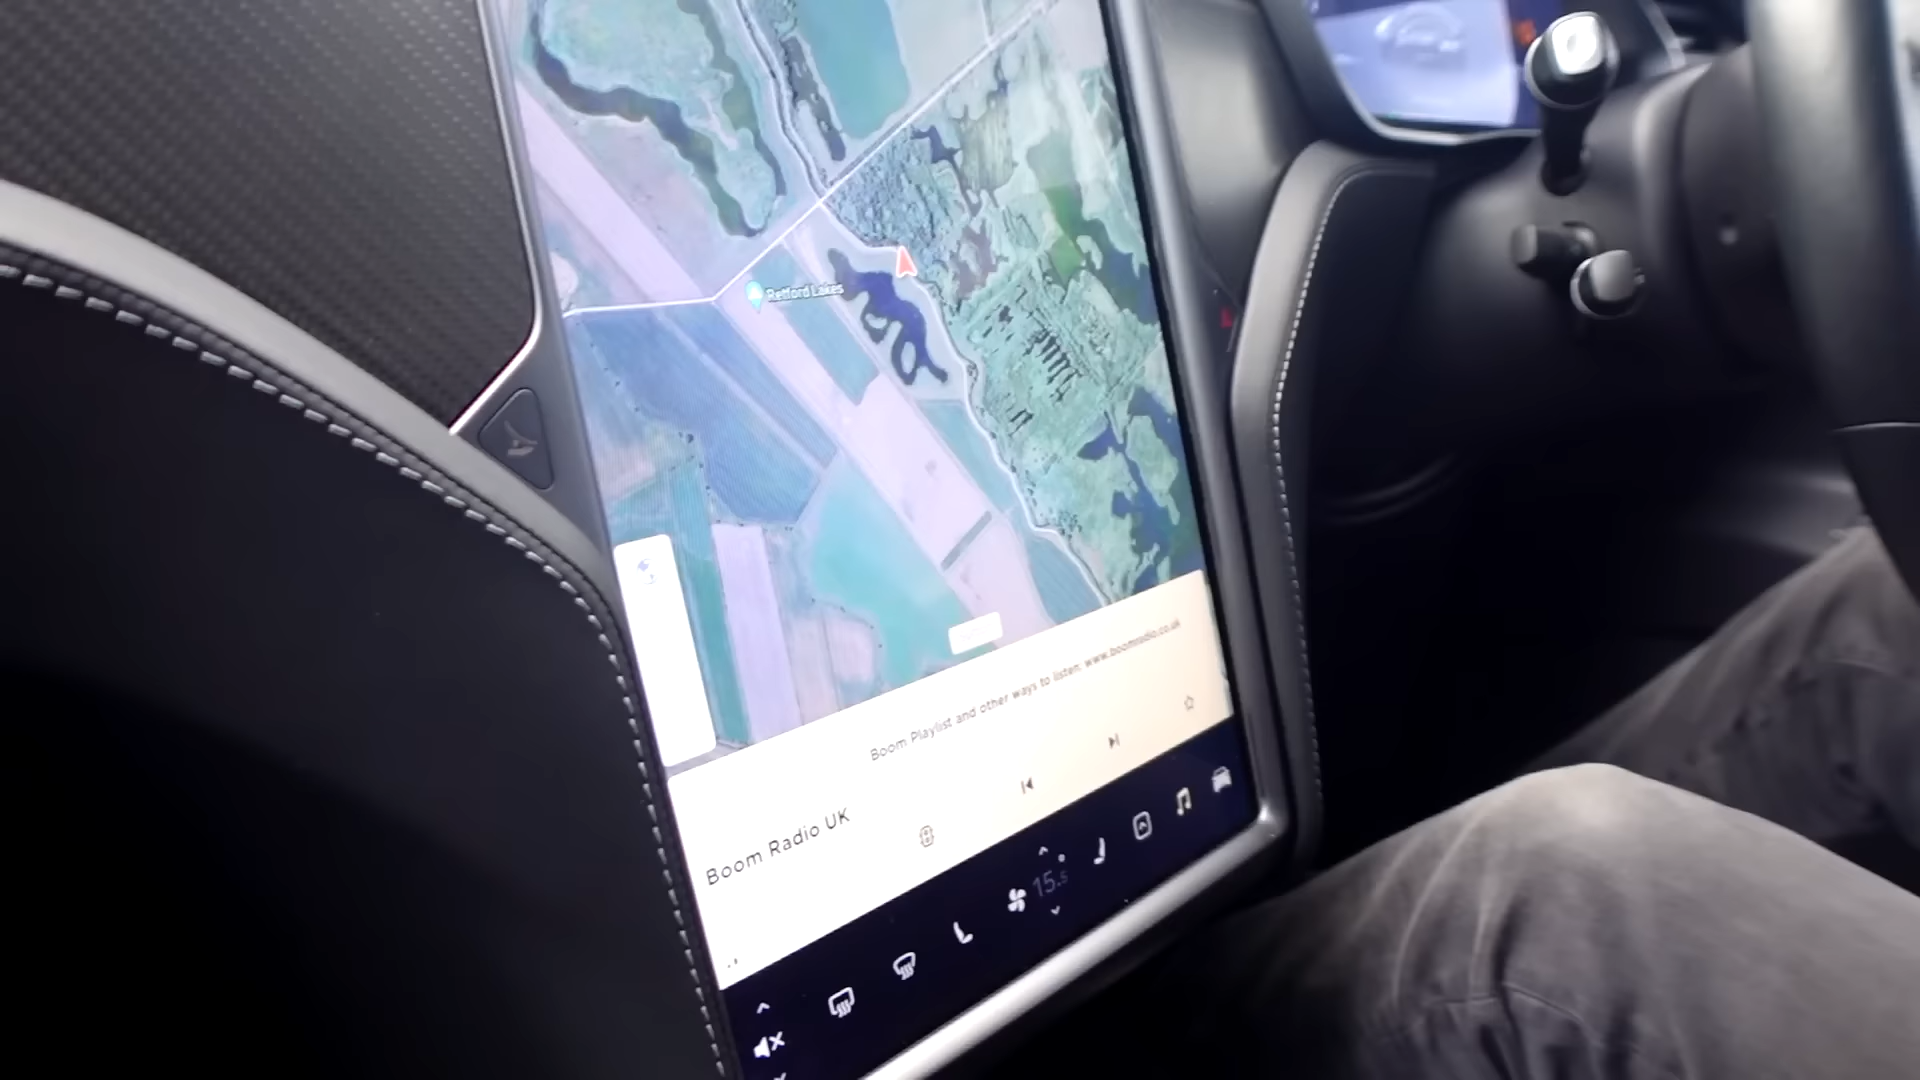 Retford Lakes
Boom Playlist and other ways to listen: www.boomradio.co.uk
Boom Radio UK
15.5